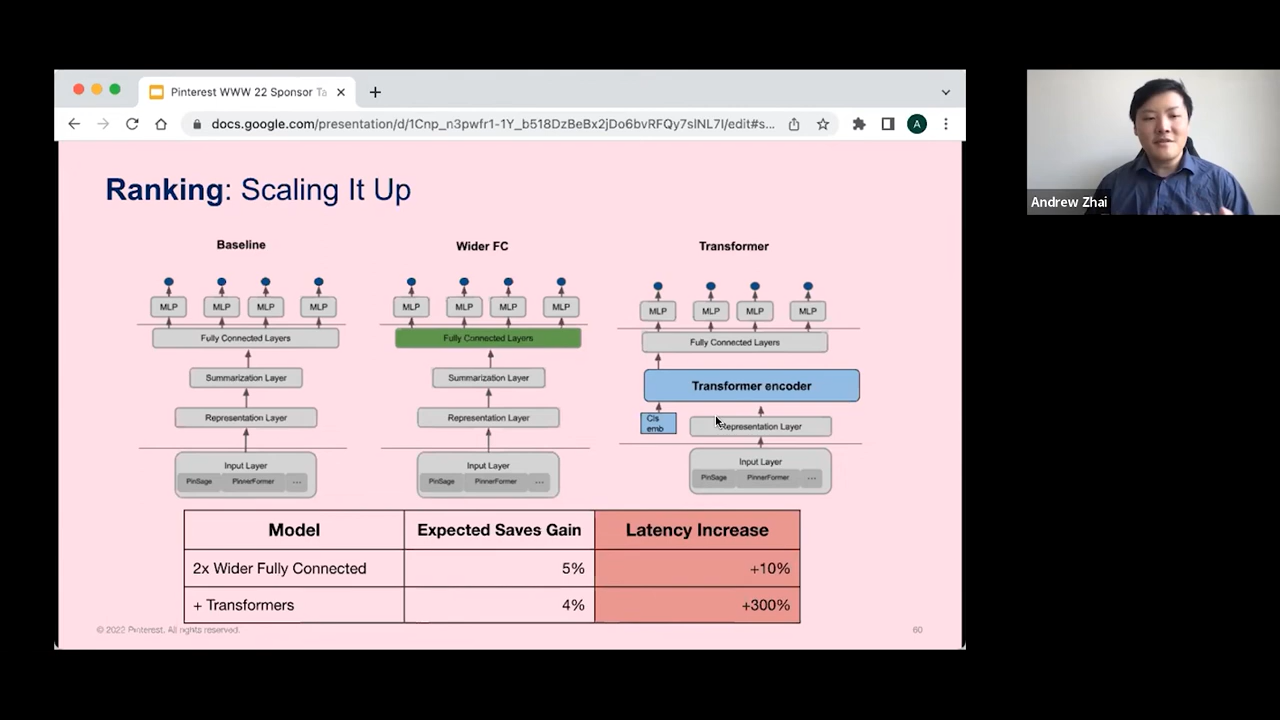 Pinterest WWW 22 Sponsor Ta
docs.google.com/presentation/d/1Cnp_n3pwfr1-1Y_b518DzBeBx2jDo6bvRFQy7slNL7I/edit#s...
A
Andrew Zhai
Ranking: Scaling It Up
Baseline
Wider FC
Transformer
MLP MLP MLP MLP
Fully Connected Layers
Summarization Layer
Representation Layer
Input Layer
PinSage PinnerFormer ...
MLP MLP MLP MLP
Fully Connected Layers
Summarization Layer
Representation Layer
Input Layer
PinSage PinnerFormer ...
MLP MLP MLP MLP
Fully Connected Layers
Transformer encoder
Cls
emb
Representation Layer
Input Layer
PinSage PinnerFormer ...
Model Expected Saves Gain Latency Increase
2x Wider Fully Connected 5% +10%
+ Transformers 4% +300%
© 2022 Pinterest. All rights reserved.
60